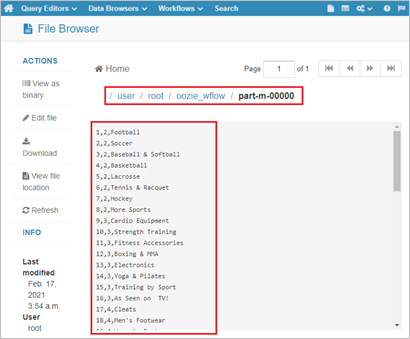 Query Editors Data Browsers Workflows Search
File Browser
ACTIONS
View as binary
Edit file
Download
View file location
Refresh
INFO
Last modified
Feb. 17, 2021 3:54 a.m.
User
root
Home
Page 1 of 1
/ user / root / oozie_wflow / part-m-00000
1,2,Football
2,2,Soccer
3,2,Baseball & Softball
4,2,Basketball
5,2,Lacrosse
6,2,Tennis & Racquet
7,2,Hockey
8,2,More Sports
9,3,Cardio Equipment
10,3,Strength Training
11,3,Fitness Accessories
12,3,Boxing & MMA
13,3,Electronics
14,3,Yoga & Pilates
15,3,Training by Sport
16,3,As Seen on  TV!
17,4,Cleats
18,4,Men's Footwear